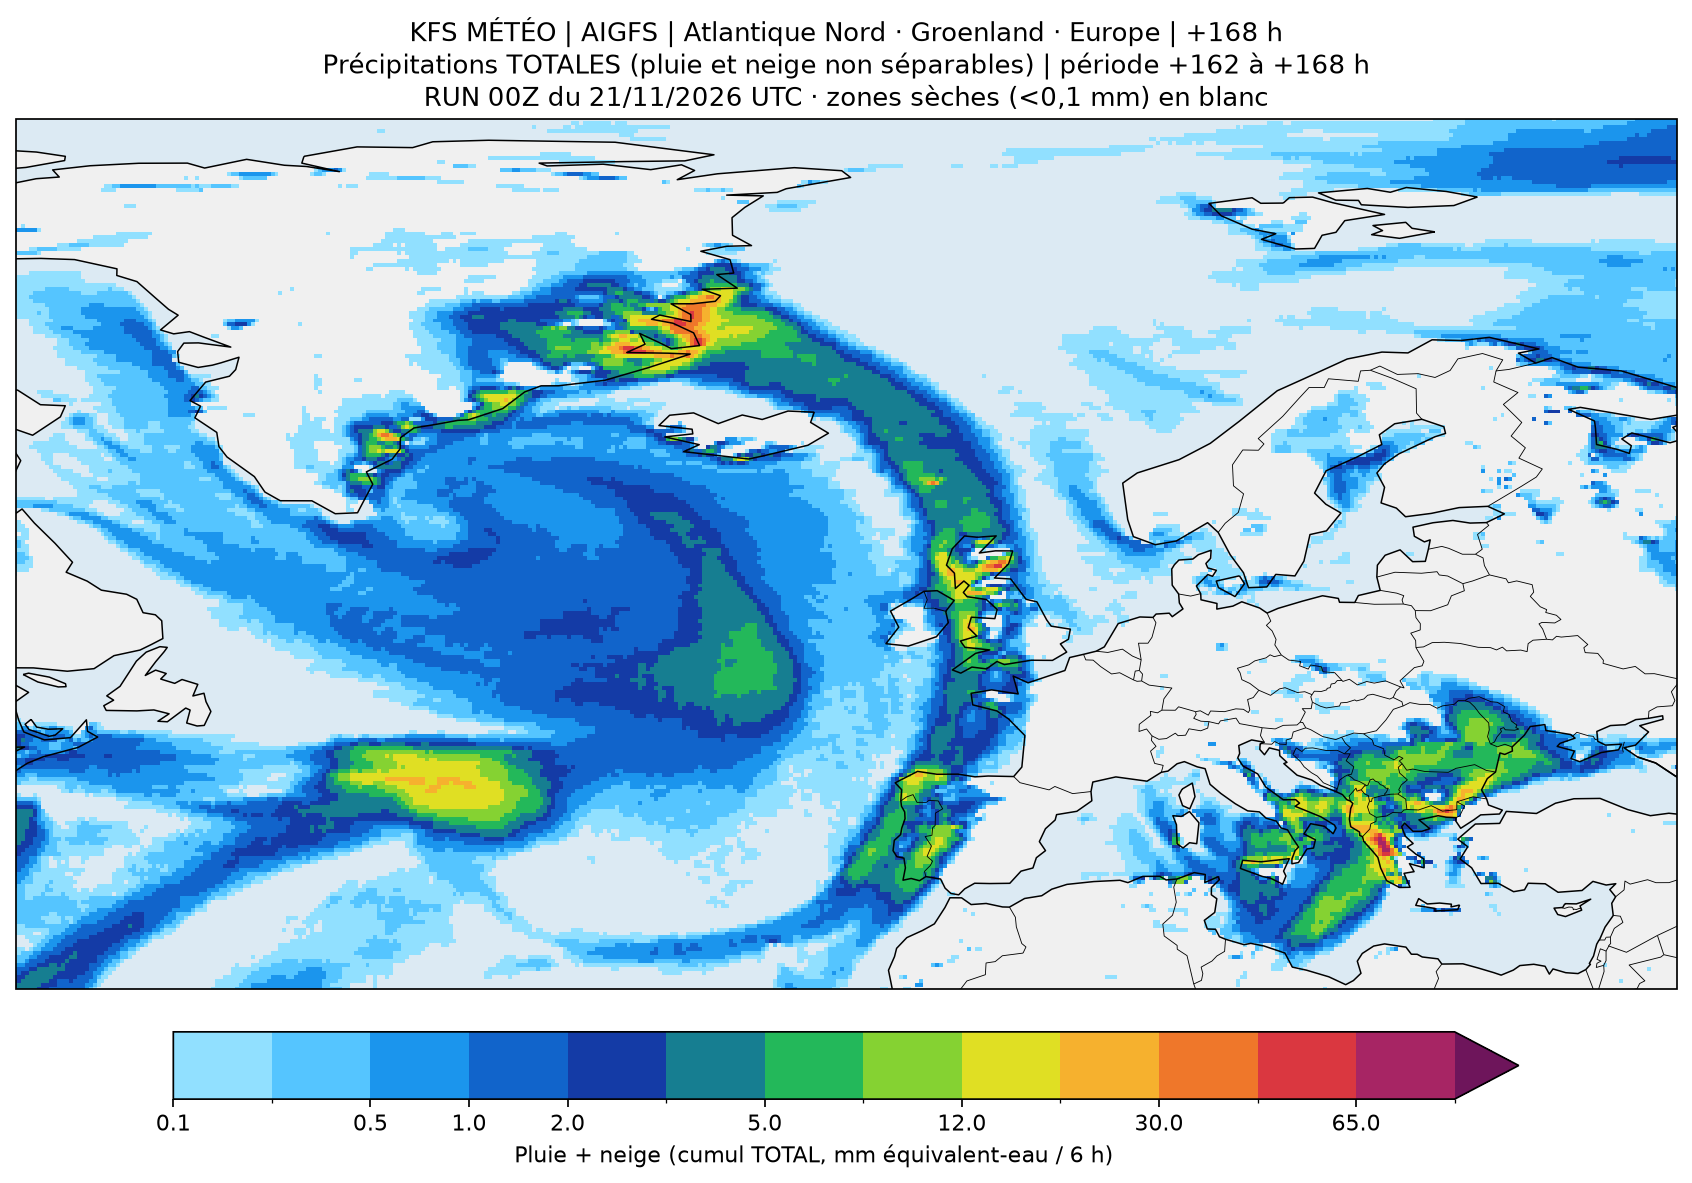 KFS MÉTÉO | AIGFS | Atlantique Nord · Groenland · Europe | +168 h
Précipitations TOTALES (pluie et neige non séparables) | période +162 à +168 h
RUN 00Z du 21/11/2026 UTC · zones sèches (<0,1 mm) en blanc
0.1 0.5 1.0 2.0 5.0 12.0 30.0 65.0
Pluie + neige (cumul TOTAL, mm équivalent-eau / 6 h)